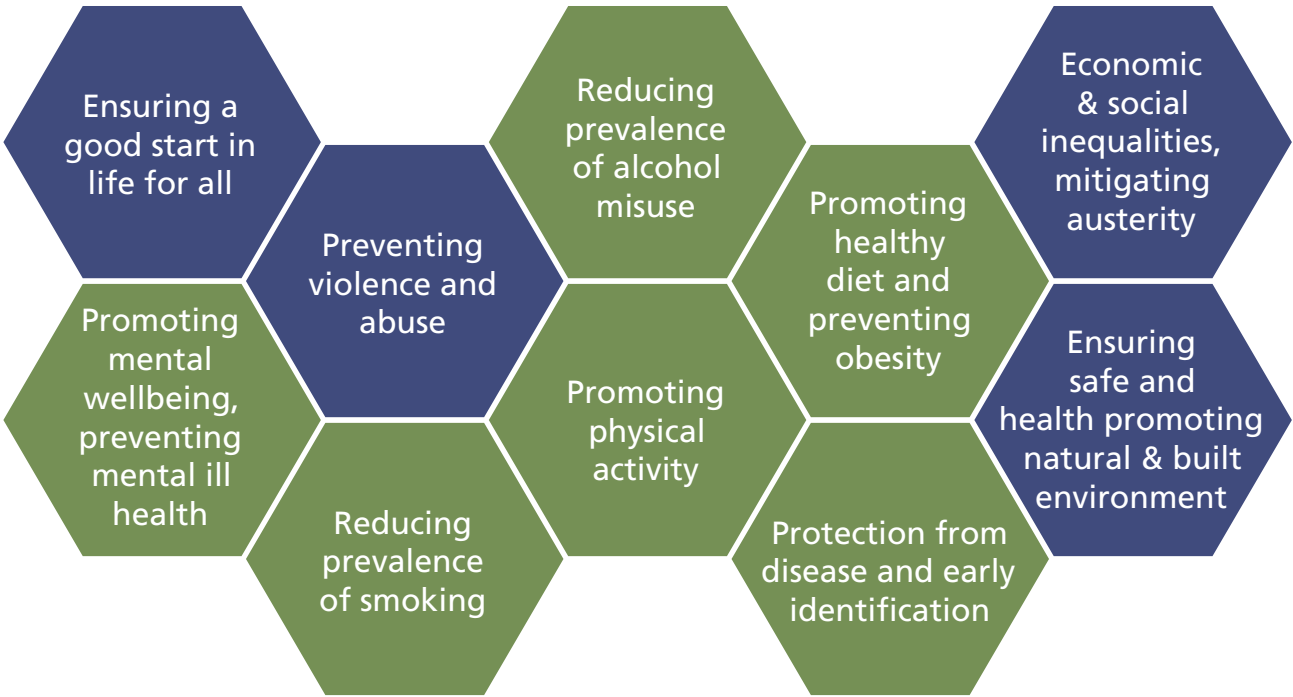 Ensuring a
good start in
life for all
Preventing
violence and
abuse
Reducing
prevalence
of alcohol
misuse
Promoting
healthy
diet and
preventing
obesity
Economic
& social
inequalities,
mitigating
austerity
Promoting
mental
wellbeing,
preventing
mental ill
health
Reducing
prevalence
of smoking
Promoting
physical
activity
Protection from
disease and early
identification
Ensuring
safe and
health promoting
natural & built
environment